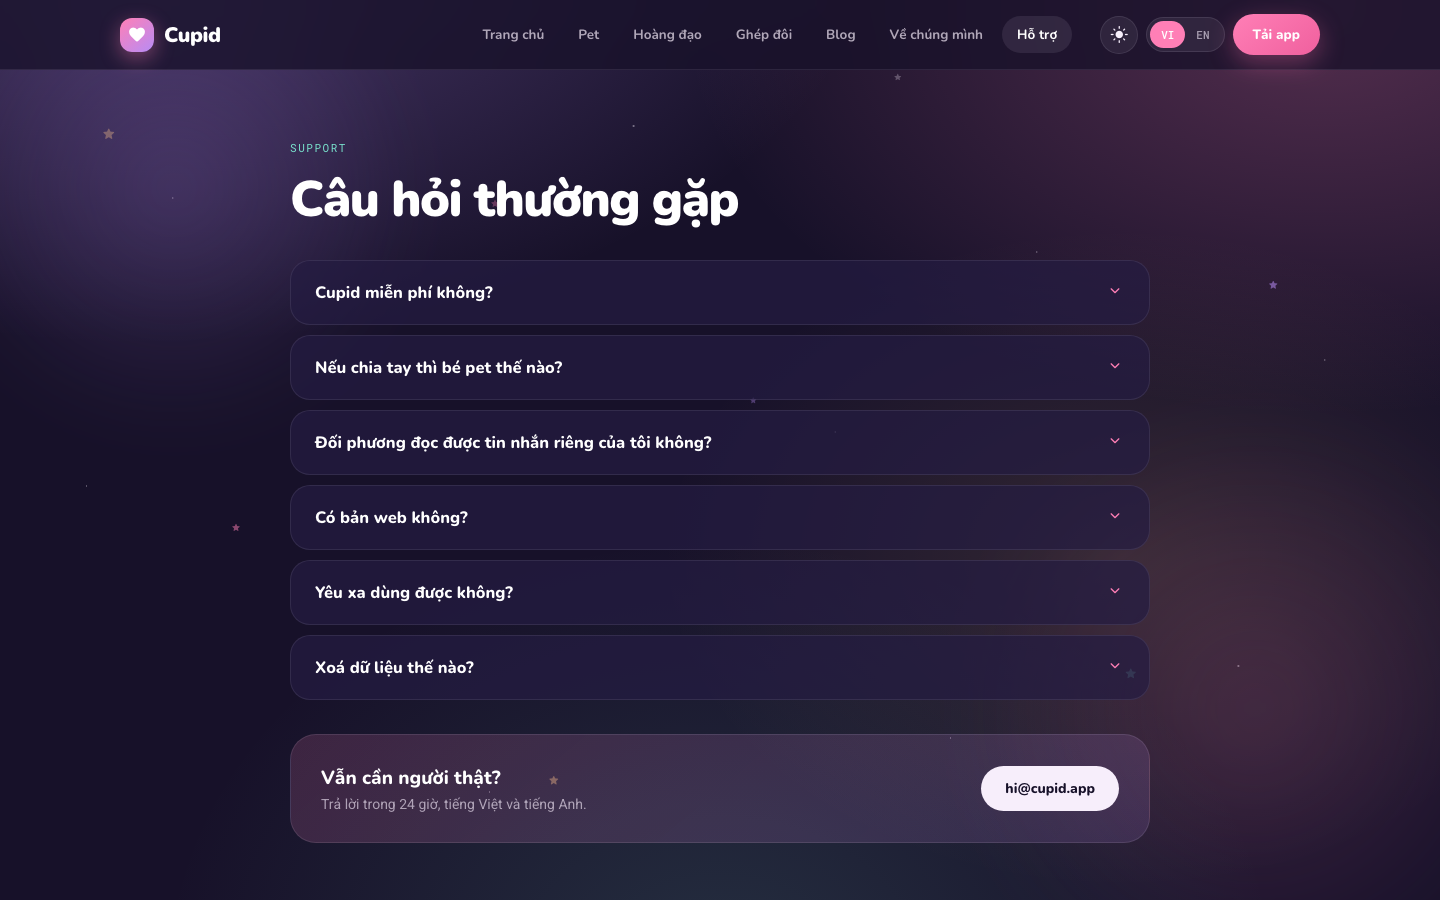 Cupid
Trang chủ
Pet
Hoàng đạo
Ghép đôi
Blog
Về chúng mình
Hỗ trợ
VI
EN
Tải app
SUPPORT
Câu hỏi thường gặp
Cupid miễn phí không?
Nếu chia tay thì bé pet thế nào?
Đối phương đọc được tin nhắn riêng của tôi không?
Có bản web không?
Yêu xa dùng được không?
Xoá dữ liệu thế nào?
Vẫn cần người thật?
Trả lời trong 24 giờ, tiếng Việt và tiếng Anh.
hi@cupid.app